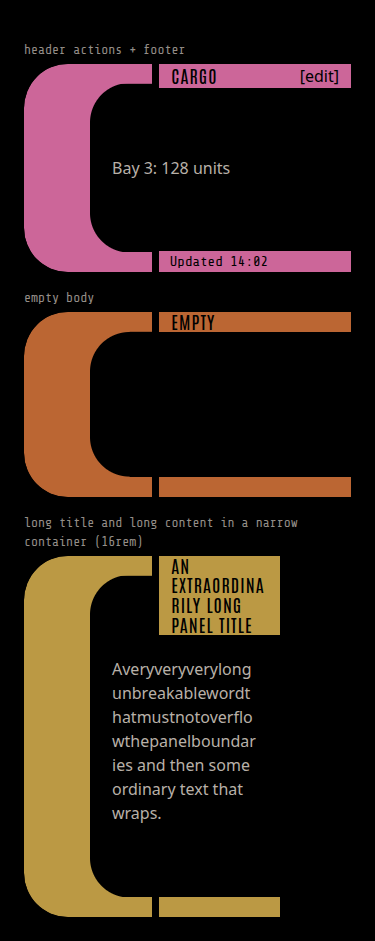 header actions + footer
CARGO [edit]
Bay 3: 128 units
Updated 14:02
empty body
EMPTY
long title and long content in a narrow
container (16rem)
AN
EXTRAORDINA
RILY LONG
PANEL TITLE
Averyveryverylong
unbreakablewordt
hatmustnotoverflo
wthepanelboundar
ies and then some
ordinary text that
wraps.